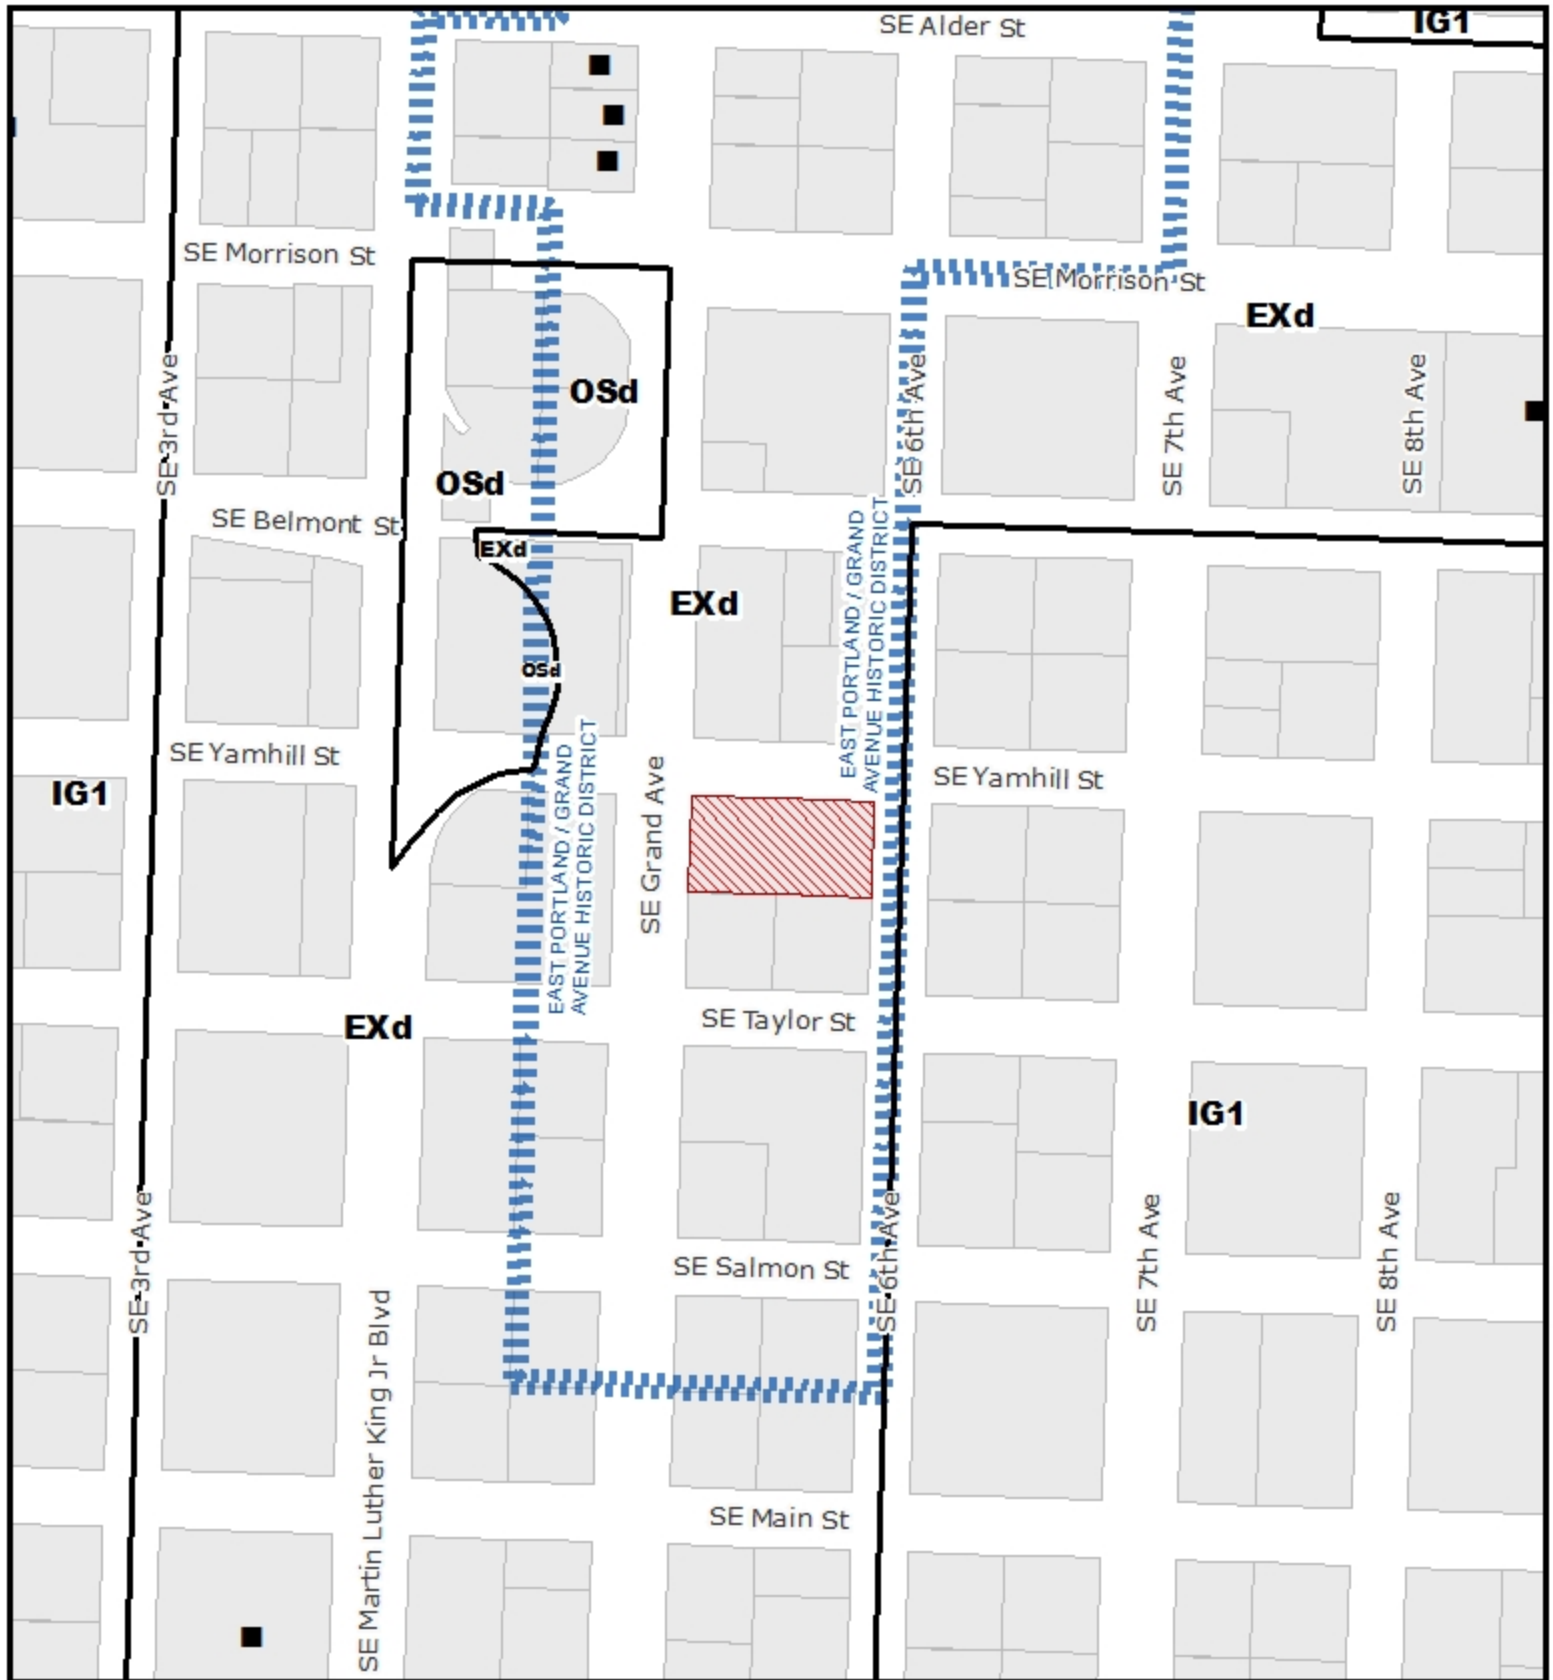 SE Alder St
IG1
SE Morrison St
SE Morrison St
EXd
SE 3rd Ave
OSd
SE 6th Ave
SE 7th Ave
SE 8th Ave
OSd
SE Belmont St
EXd
EXd
EAST PORTLAND / GRAND
AVENUE HISTORIC DISTRICT
OSd
SE Yamhill St
SE Yamhill St
IG1
EAST PORTLAND / GRAND
AVENUE HISTORIC DISTRICT
SE Grand Ave
EXd
SE Taylor St
IG1
SE 3rd Ave
SE 6th Ave
SE 7th Ave
SE 8th Ave
SE Salmon St
SE Martin Luther King Jr Blvd
SE Main St